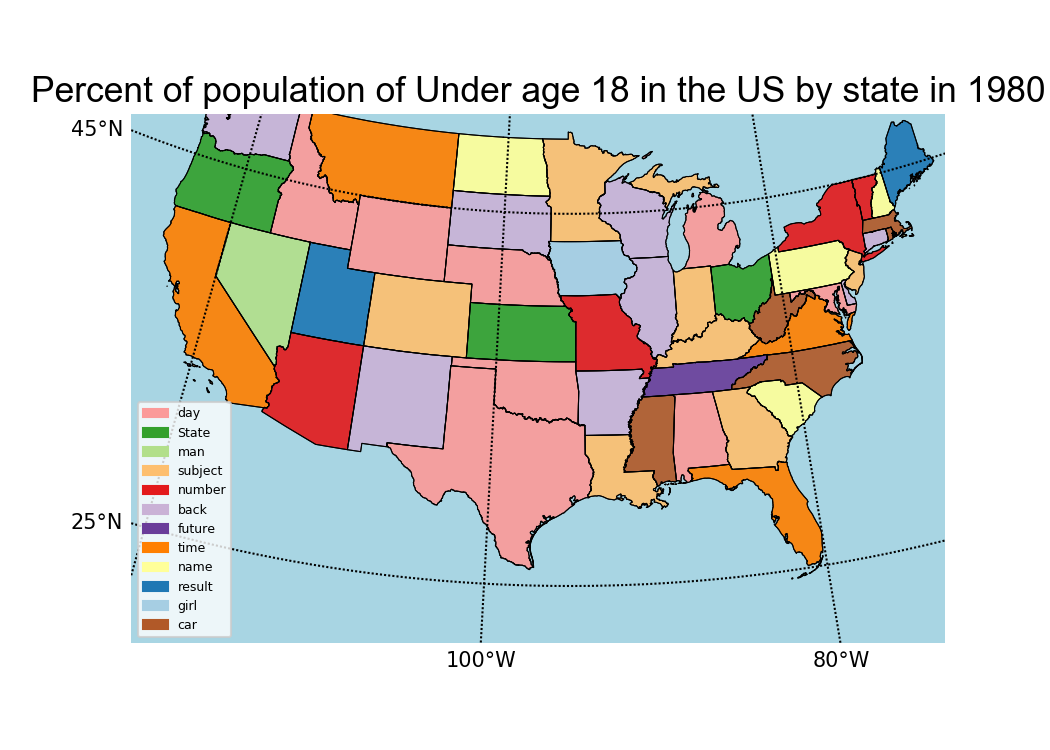 Percent of population of Under age 18 in the US by state in 1980
45°N
25°N
day
State
man
subject
number
back
future
time
name
result
girl
car
100°W
80°W